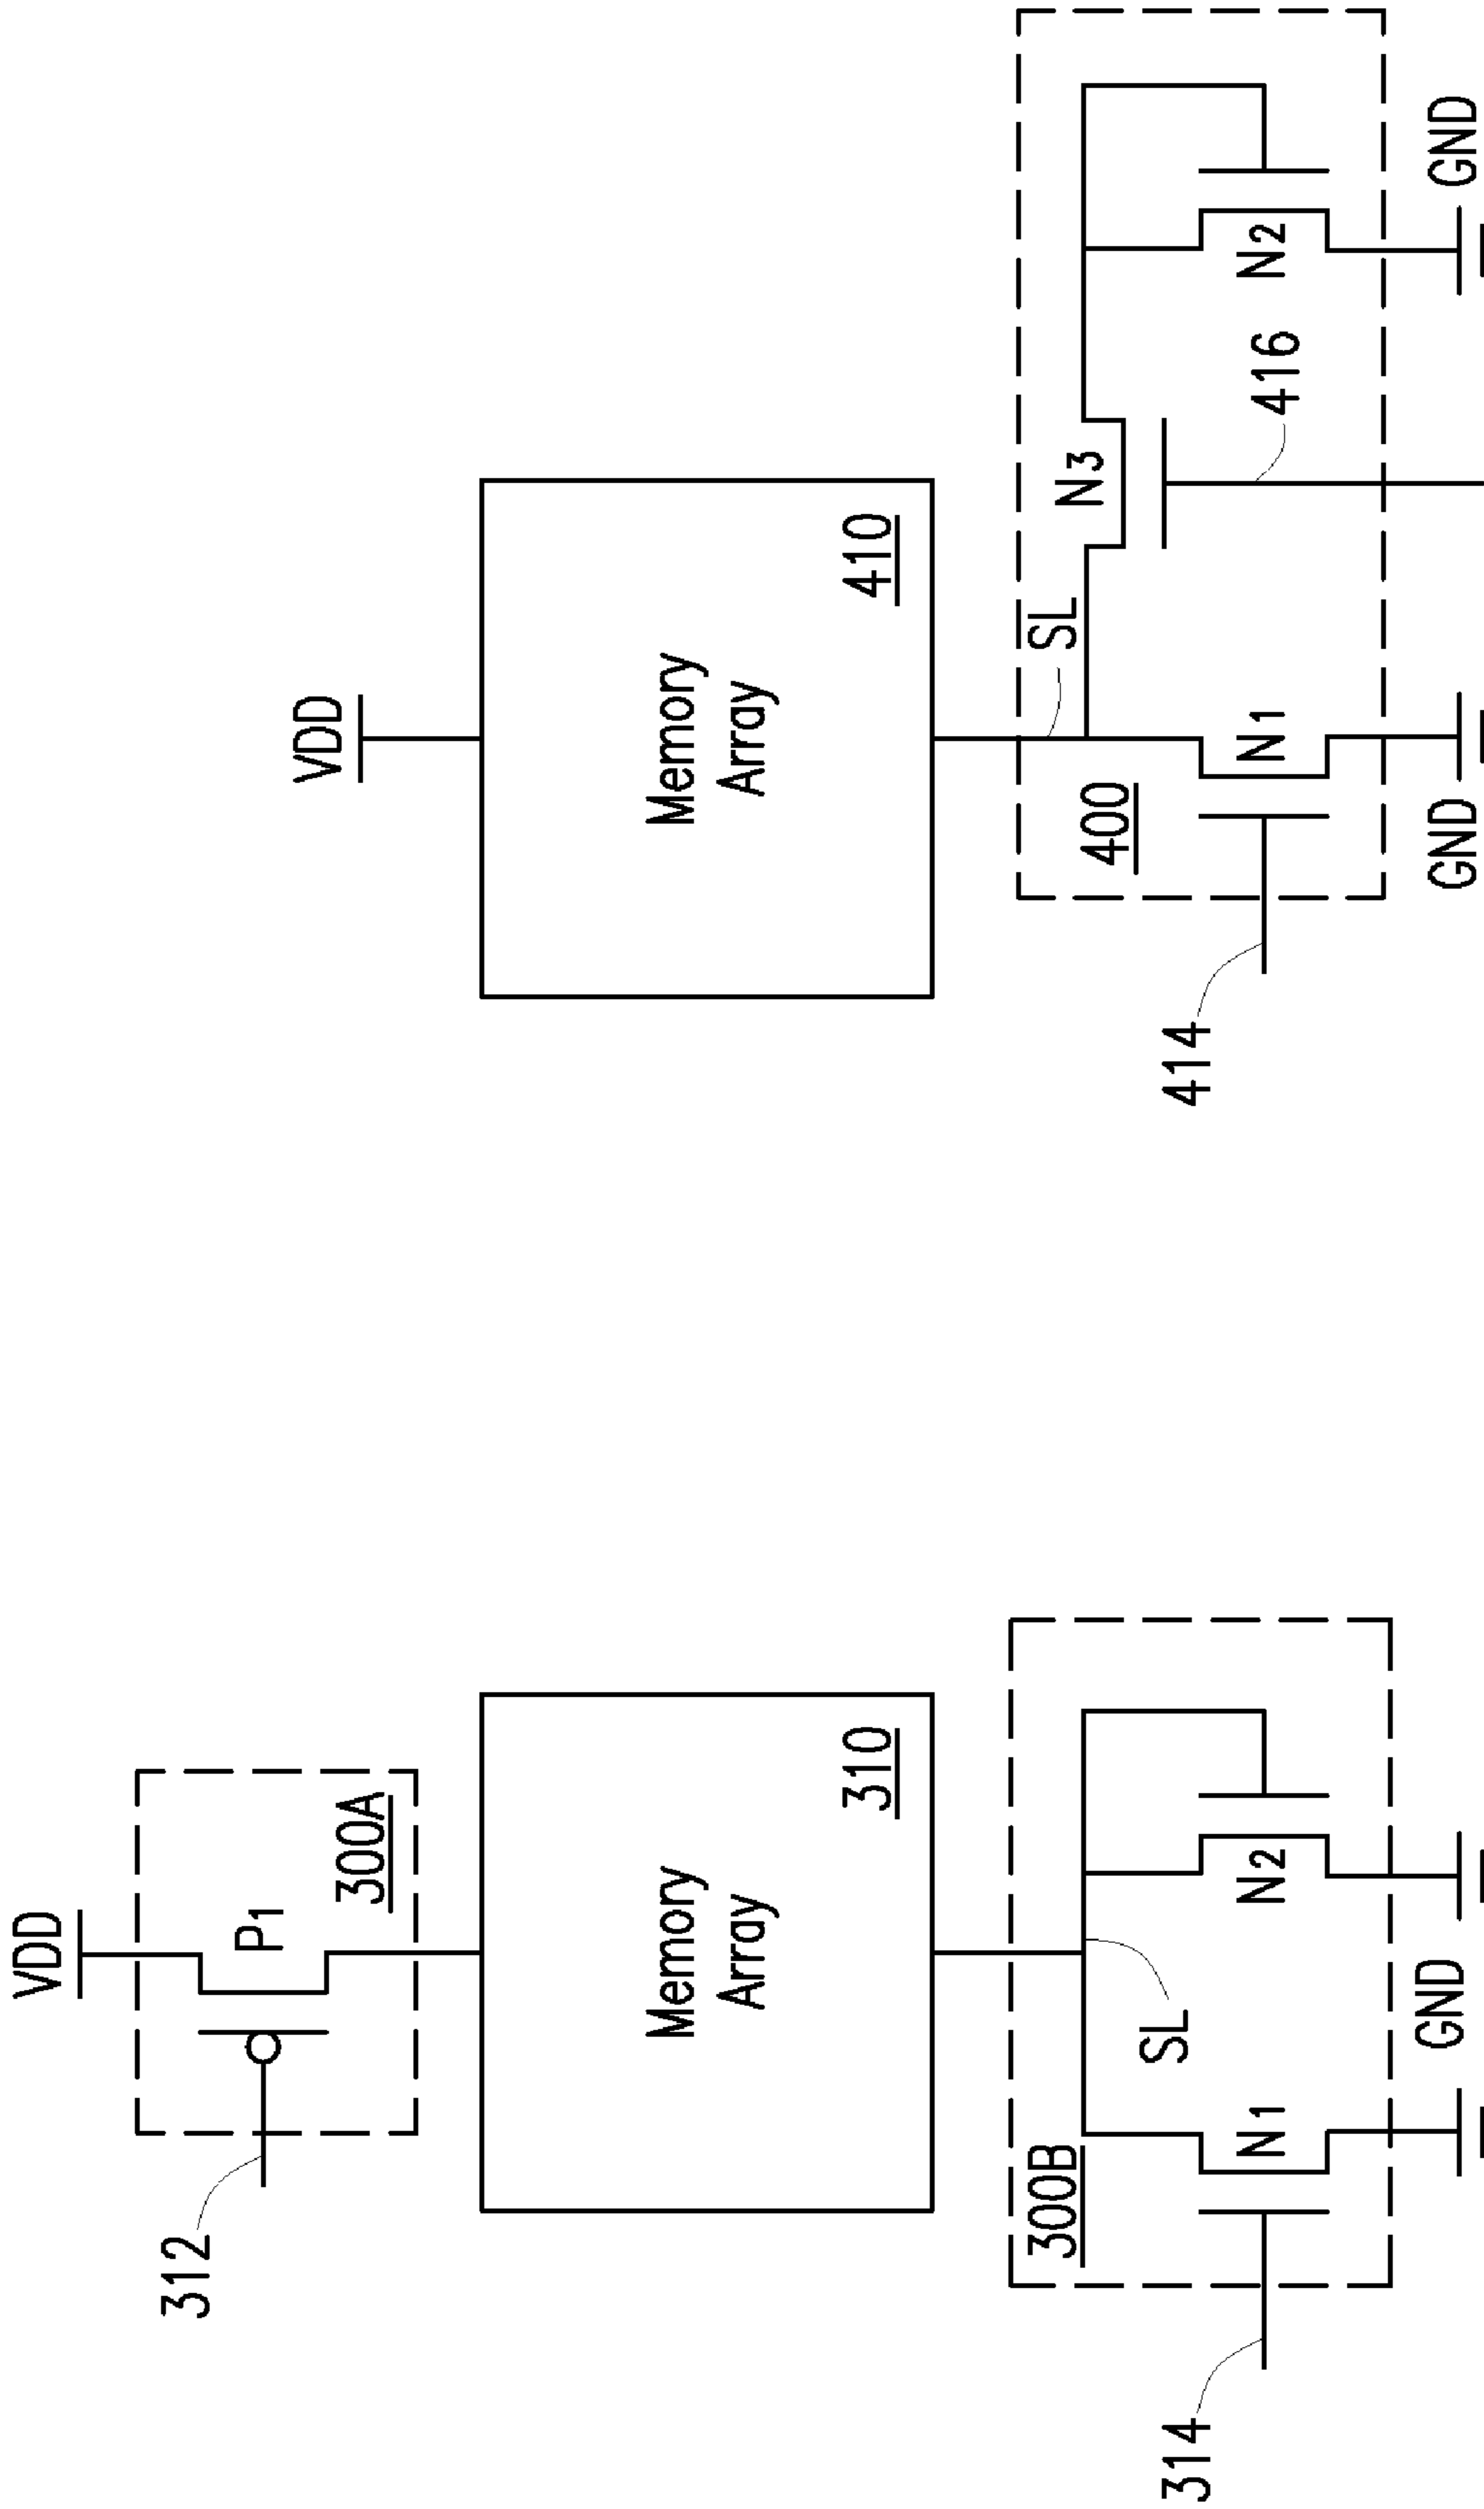 VDD
312
P1
300A
Memory
Array
310
300B
SL
314
N1
N2
GND
VDD
Memory
Array
410
SL
N3
400
414
N1
416
N2
GND
GND